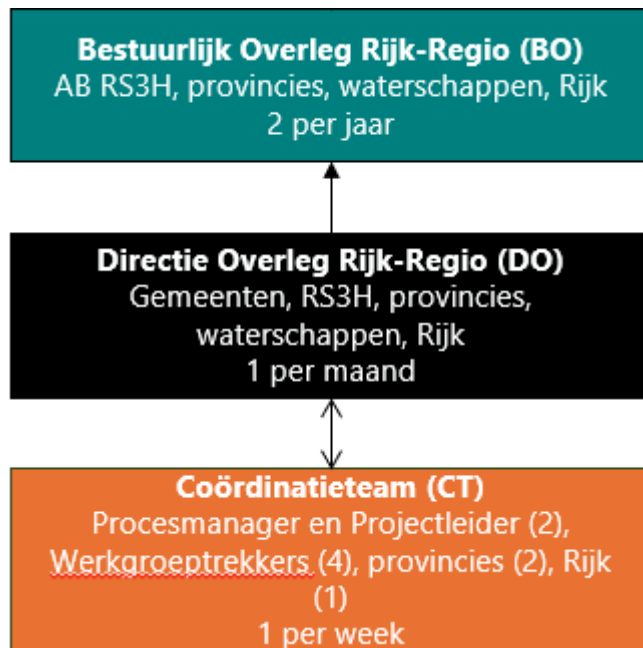 Bestuurlijk Overleg Rijk-Regio (BO)
AB RS3H, provincies, waterschappen, Rijk
2 per jaar
Directie Overleg Rijk-Regio (DO)
Gemeenten, RS3H, provincies,
waterschappen, Rijk
1 per maand
Coördinatieteam (CT)
Procesmanager en Projectleider (2),
Werkgroeptrekkers (4), provincies (2), Rijk
(1)
1 per week